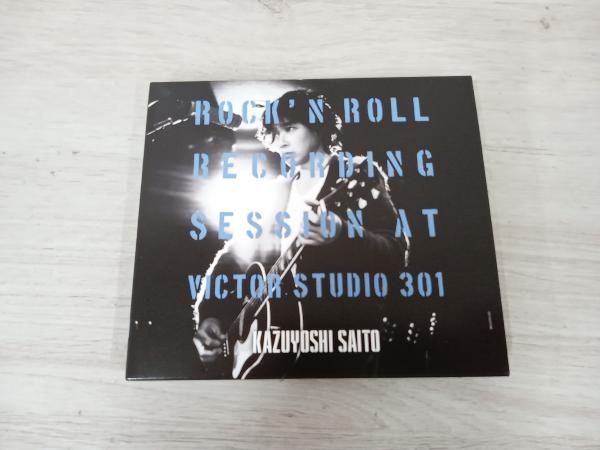 ROCK'N ROLL
RECORDING
SESSION AT
VICTOR STUDIO 301
KAZUYOSHI SAITO